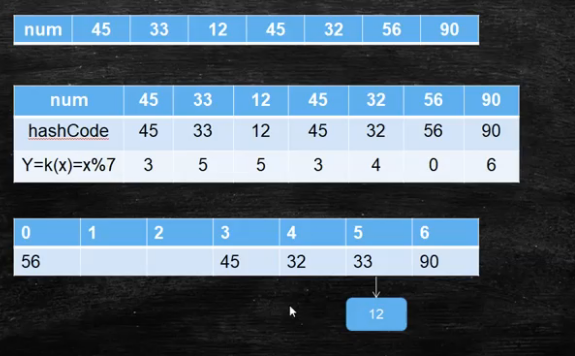 num 45 33 12 45 32 56 90
num 45 33 12 45 32 56 90
hashCode 45 33 12 45 32 56 90
Y=k(x)=x%7 3 5 5 3 4 0 6
0 1 2 3 4 5 6
56 45 32 33 90
12